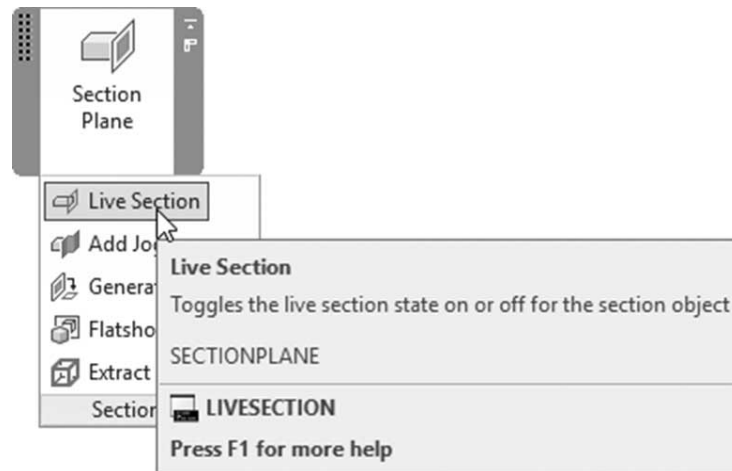 Section
Plane
Live Section
Add Jo
Genera
Flatsho
Extract
Section
Live Section
Toggles the live section state on or off for the section object
SECTIONPLANE
LIVESECTION
Press F1 for more help